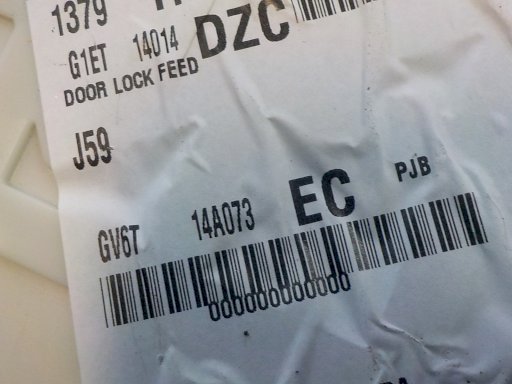 1379
G1ET 14014 DZC
DOOR LOCK FEED
J59
GV6T 14A073 EC PJB
000000000000